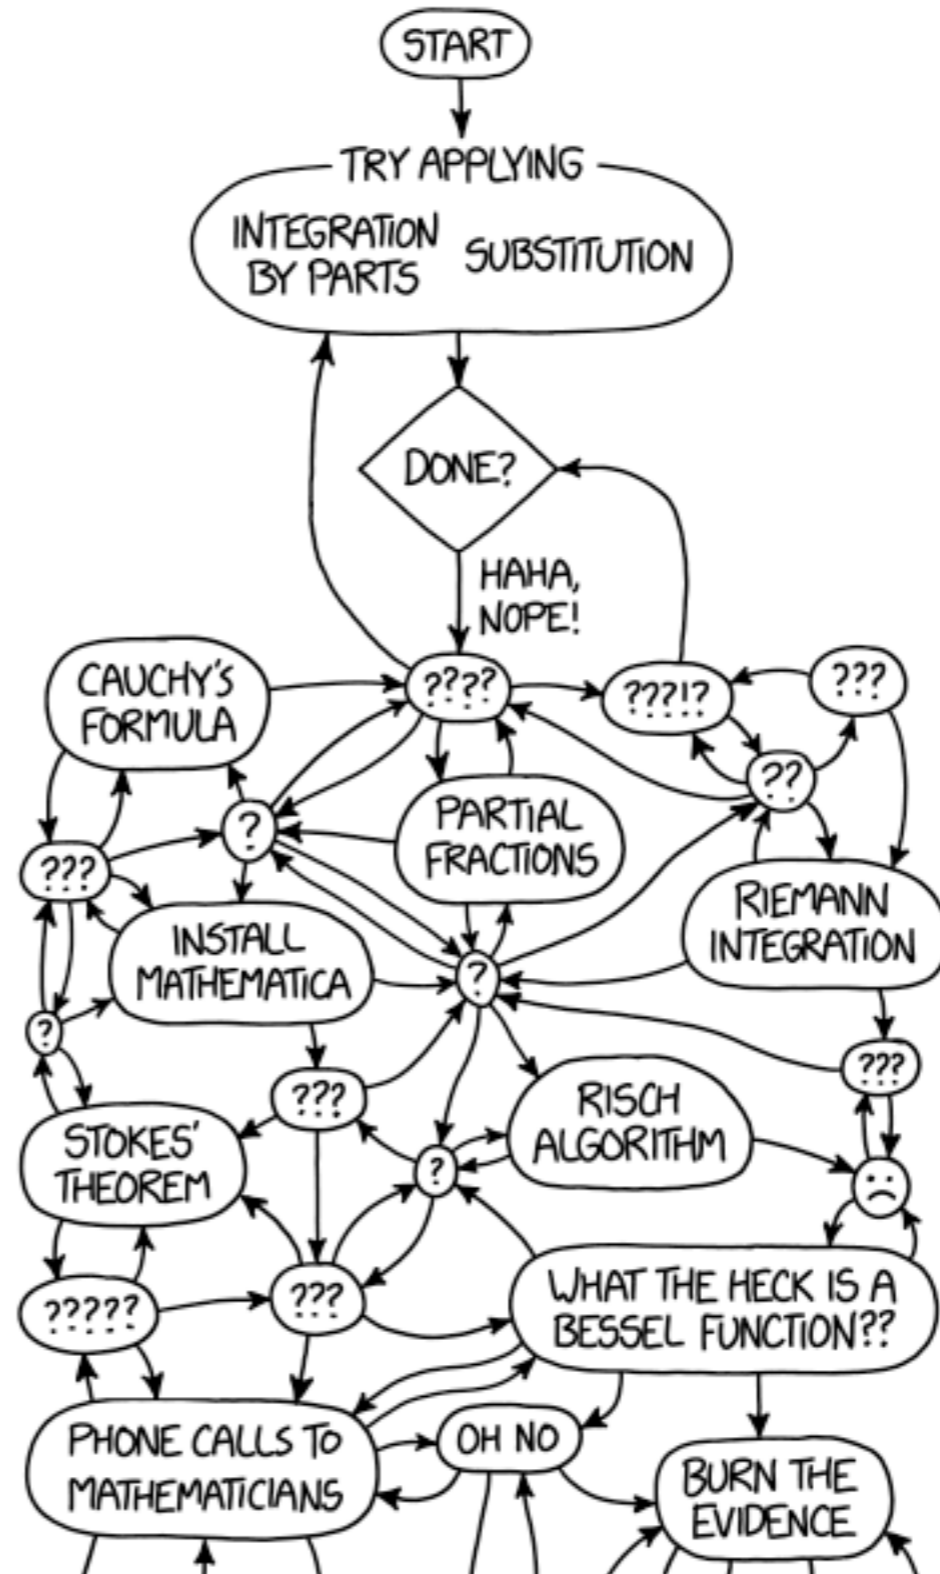 START
TRY APPLYING
INTEGRATION
BY PARTS
SUBSTITUTION
DONE?
HAHA,
NOPE!
CAUCHY'S
FORMULA
????
???!?
???
??
?
PARTIAL
FRACTIONS
???
RIEMANN
INTEGRATION
INSTALL
MATHEMATICA
?
?
???
???
RISCH
ALGORITHM
STOKES'
THEOREM
?
?????
???
WHAT THE HECK IS A
BESSEL FUNCTION??
PHONE CALLS TO
MATHEMATICIANS
OH NO
BURN THE
EVIDENCE